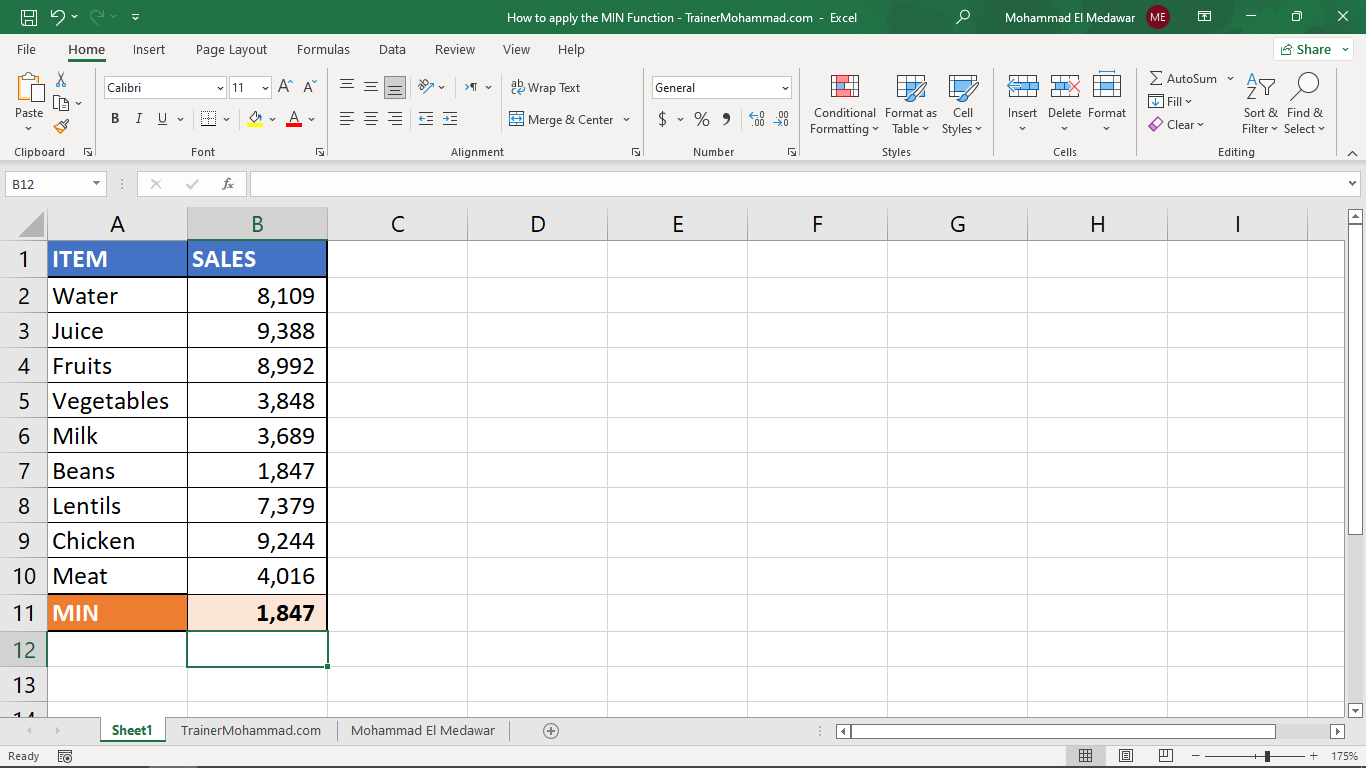 How to apply the MIN Function - TrainerMohammad.com - Excel
Mohammad El Medawar
ME
File Home Insert Page Layout Formulas Data Review View Help
Share
Paste
Calibri 11
B I U A
ab Wrap Text
Merge & Center
General
$ % 9
Conditional Formatting
Format as Table
Cell Styles
Insert
Delete
Format
AutoSum
Fill
Clear
Sort & Filter
Find & Select
Clipboard Font Alignment Number Styles Cells Editing
B12 fx
A B C D E F G H I
1 ITEM SALES
2 Water 8,109
3 Juice 9,388
4 Fruits 8,992
5 Vegetables 3,848
6 Milk 3,689
7 Beans 1,847
8 Lentils 7,379
9 Chicken 9,244
10 Meat 4,016
11 MIN 1,847
12
13
14
Sheet1 TrainerMohammad.com Mohammad El Medawar
Ready 175%